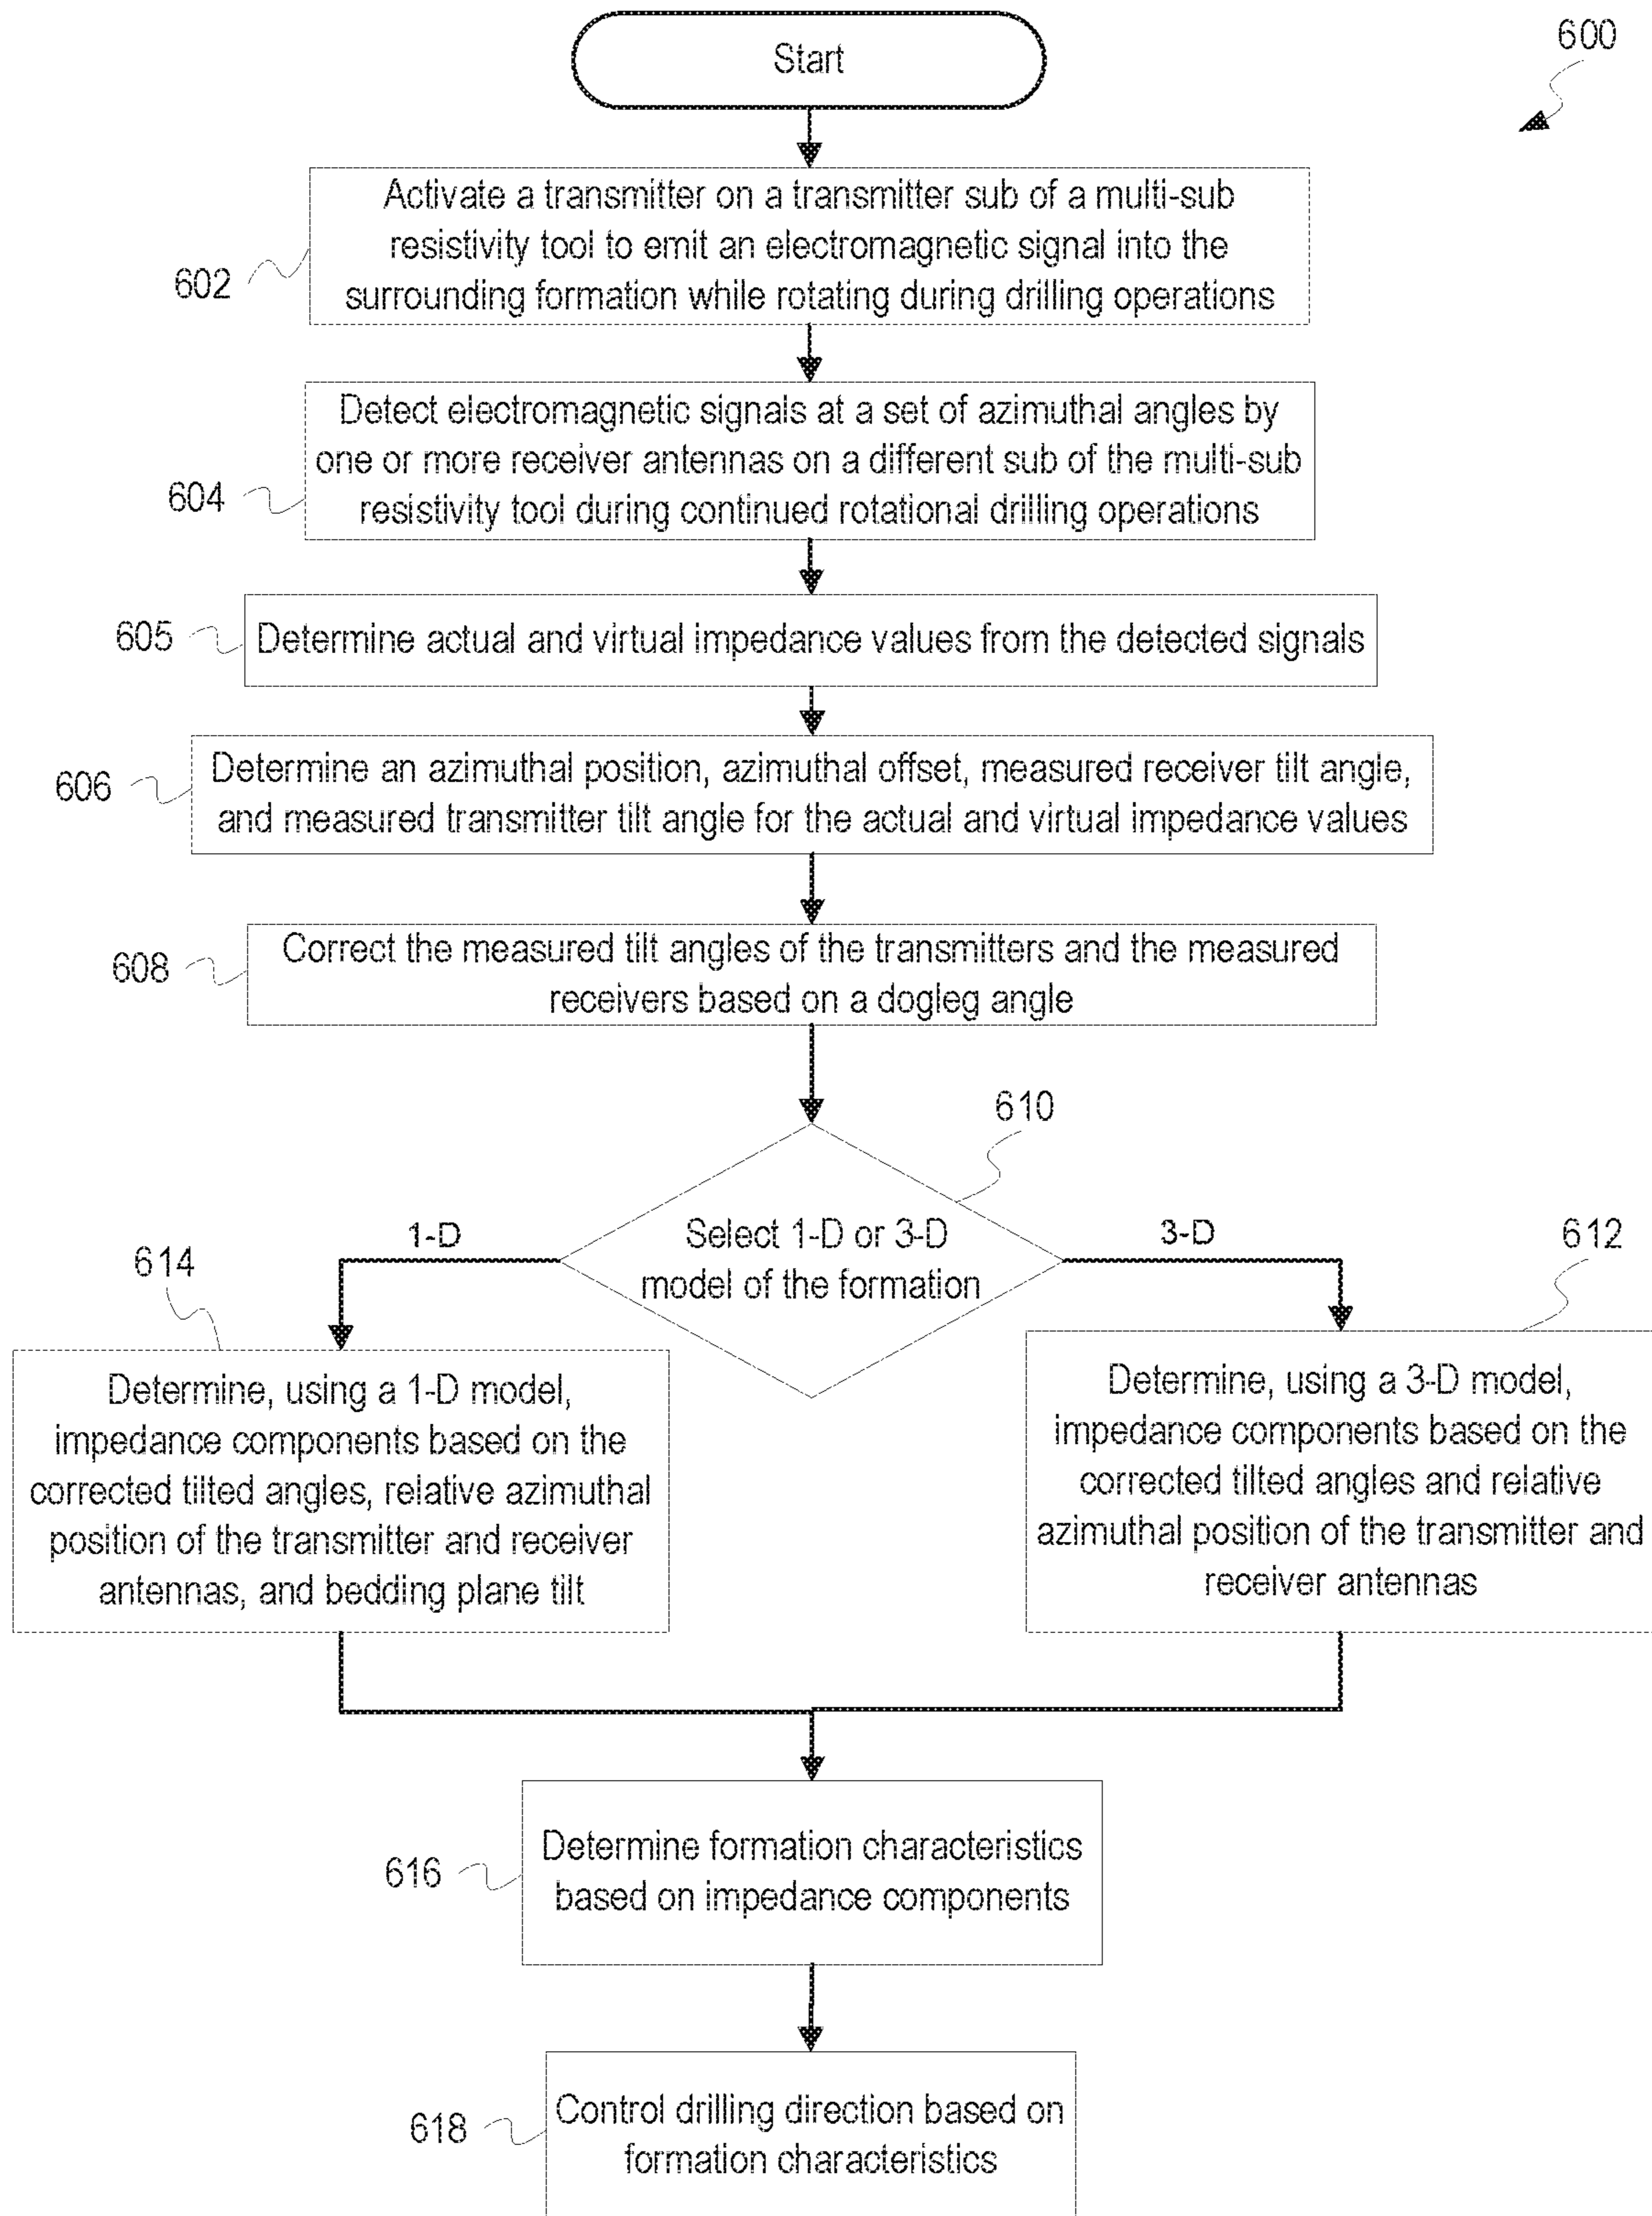 Start
600
Activate a transmitter on a transmitter sub of a multi-sub
resistivity tool to emit an electromagnetic signal into the
surrounding formation while rotating during drilling operations
602
Detect electromagnetic signals at a set of azimuthal angles by
one or more receiver antennas on a different sub of the multi-sub
resistivity tool during continued rotational drilling operations
604
605
Determine actual and virtual impedance values from the detected signals
606
Determine an azimuthal position, azimuthal offset, measured receiver tilt angle,
and measured transmitter tilt angle for the actual and virtual impedance values
608
Correct the measured tilt angles of the transmitters and the measured
receivers based on a dogleg angle
610
Select 1-D or 3-D
model of the formation
1-D
3-D
614
612
Determine, using a 1-D model,
impedance components based on the
corrected tilted angles, relative azimuthal
position of the transmitter and receiver
antennas, and bedding plane tilt
Determine, using a 3-D model,
impedance components based on the
corrected tilted angles and relative
azimuthal position of the transmitter and
receiver antennas
616
Determine formation characteristics
based on impedance components
618
Control drilling direction based on
formation characteristics